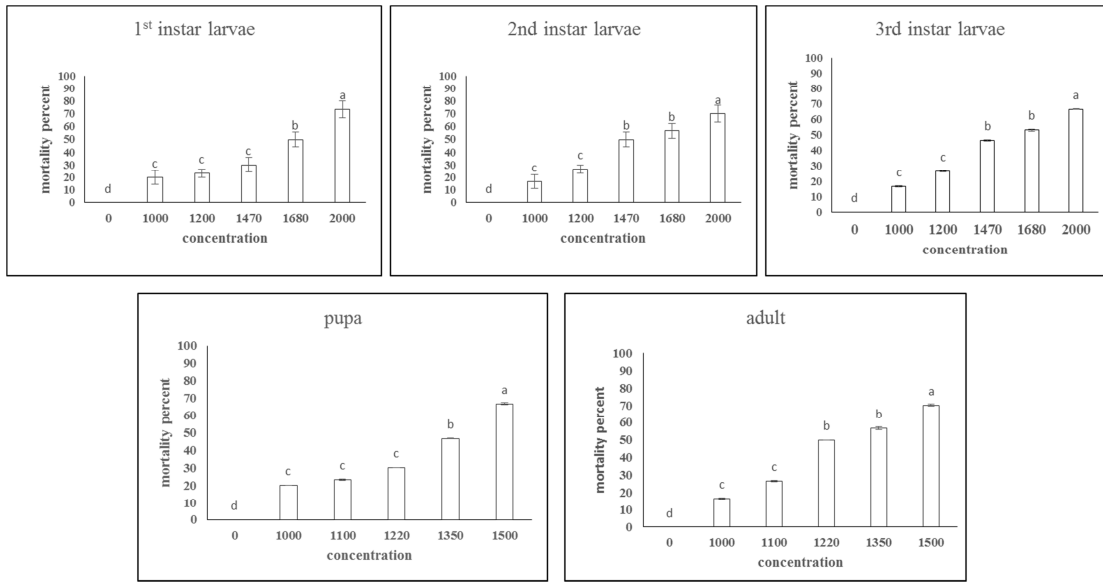 1st instar larvae
mortality percent
100
90
80
70
60
50
40
30
20
10
0
d
c
c
c
b
a
0 1000 1200 1470 1680 2000
concentration
2nd instar larvae
mortality percent
100
90
80
70
60
50
40
30
20
10
0
d
c
c
b
b
a
0 1000 1200 1470 1680 2000
concentration
3rd instar larvae
mortality percent
100
90
80
70
60
50
40
30
20
10
0
d
c
c
b
b
a
0 1000 1200 1470 1680 2000
concentration
pupa
mortality percent
100
90
80
70
60
50
40
30
20
10
0
d
c
c
c
b
a
0 1000 1100 1220 1350 1500
concentration
adult
mortality percent
100
90
80
70
60
50
40
30
20
10
0
d
c
c
b
b
a
0 1000 1100 1220 1350 1500
concentration